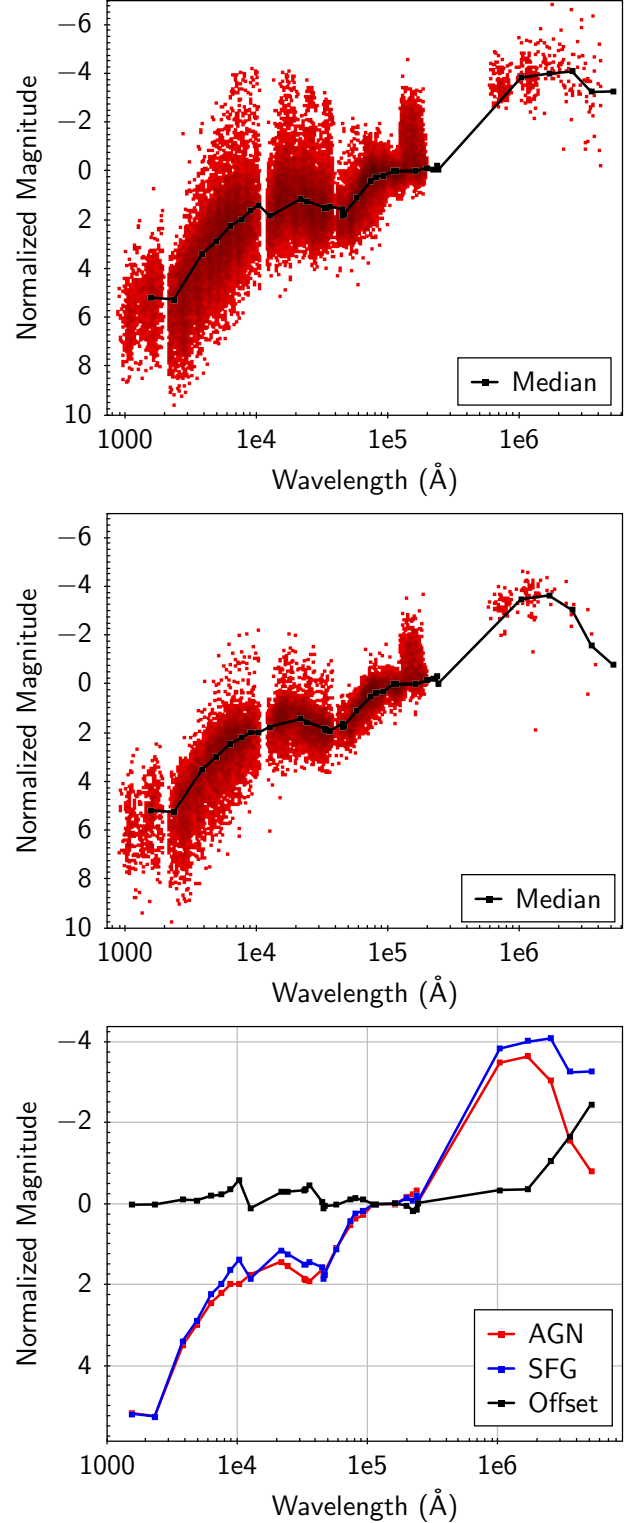 −6
−4
−2
0
2
4
6
8
10
Normalized Magnitude
Median
1000
1e4
1e5
1e6
Wavelength (Å)
−6
−4
−2
0
2
4
6
8
10
Normalized Magnitude
Median
1000
1e4
1e5
1e6
Wavelength (Å)
−4
−2
0
2
4
Normalized Magnitude
AGN
SFG
Offset
1000
1e4
1e5
1e6
Wavelength (Å)